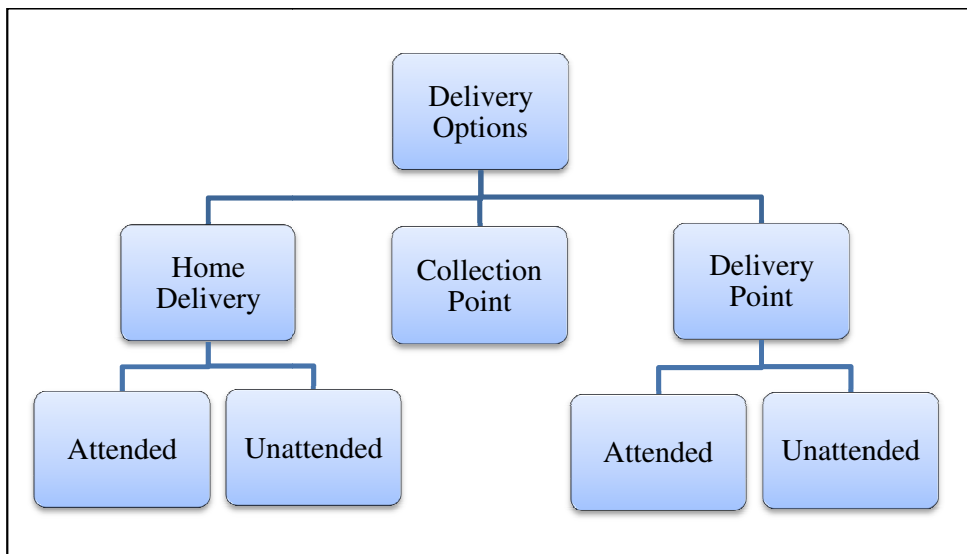 Delivery
Options
Home
Delivery
Collection
Point
Delivery
Point
Attended
Unattended
Attended
Unattended